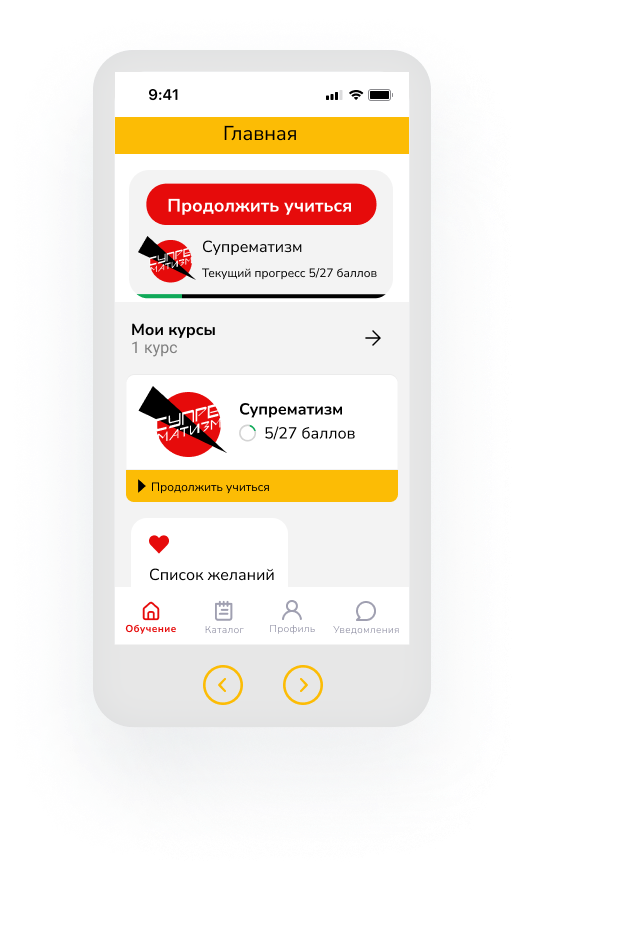 9:41
Главная
Продолжить учиться
СУПРЕ
МАТИЗМ
Супрематизм
Текущий прогресс 5/27 баллов
Мои курсы
1 курс
СУПРЕ
МАТИЗМ
Супрематизм
5/27 баллов
Продолжить учиться
Список желаний
Обучение
Каталог
Профиль
Уведомления